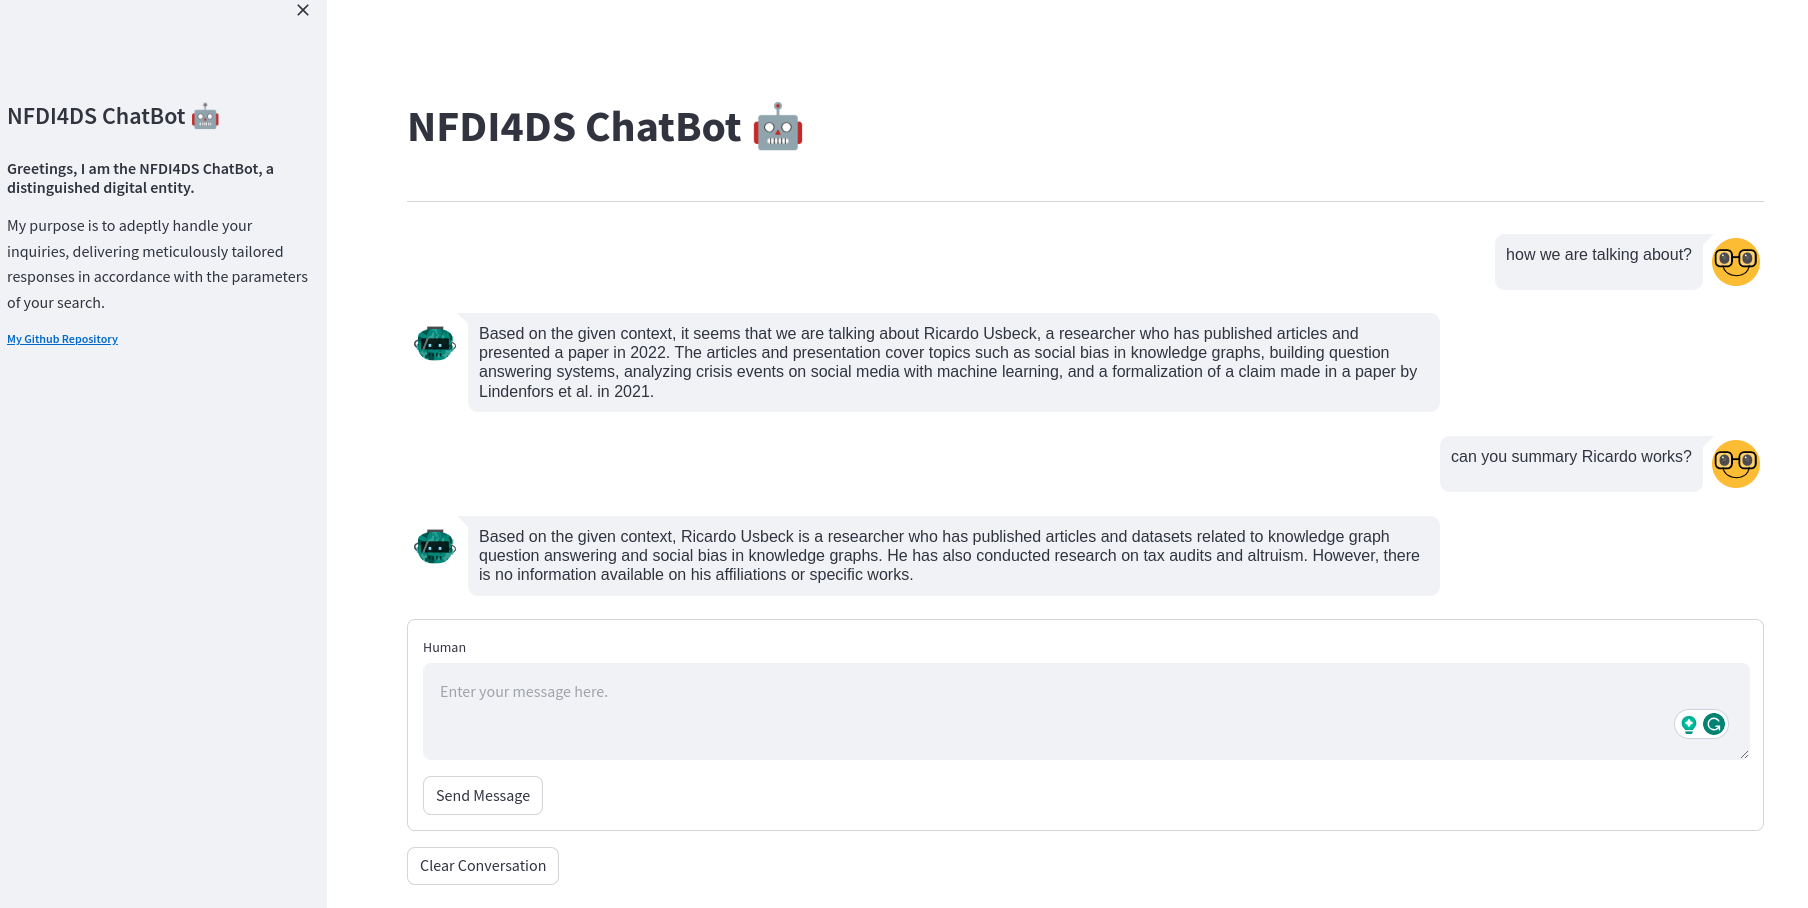 NFDI4DS ChatBot 🤖
Greetings, I am the NFDI4DS ChatBot, a
distinguished digital entity.
My purpose is to adeptly handle your
inquiries, delivering meticulously tailored
responses in accordance with the parameters
of your search.
My Github Repository
NFDI4DS ChatBot 🤖
how we are talking about?
Based on the given context, it seems that we are talking about Ricardo Usbeck, a researcher who has published articles and
presented a paper in 2022. The articles and presentation cover topics such as social bias in knowledge graphs, building question
answering systems, analyzing crisis events on social media with machine learning, and a formalization of a claim made in a paper by
Lindenfors et al. in 2021.
can you summary Ricardo works?
Based on the given context, Ricardo Usbeck is a researcher who has published articles and datasets related to knowledge graph
question answering and social bias in knowledge graphs. He has also conducted research on tax audits and altruism. However, there
is no information available on his affiliations or specific works.
Human
Enter your message here.
Send Message
Clear Conversation